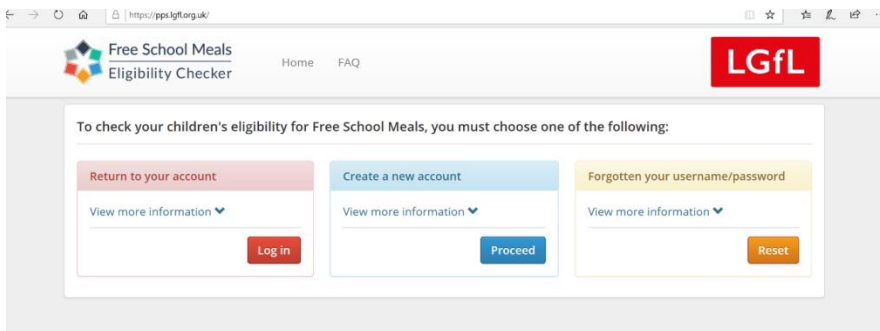 https://pps.lgfl.org.uk/
Free School Meals
Eligibility Checker
Home FAQ
LGfL
To check your children's eligibility for Free School Meals, you must choose one of the following:
Return to your account
View more information
Log in
Create a new account
View more information
Proceed
Forgotten your username/password
View more information
Reset